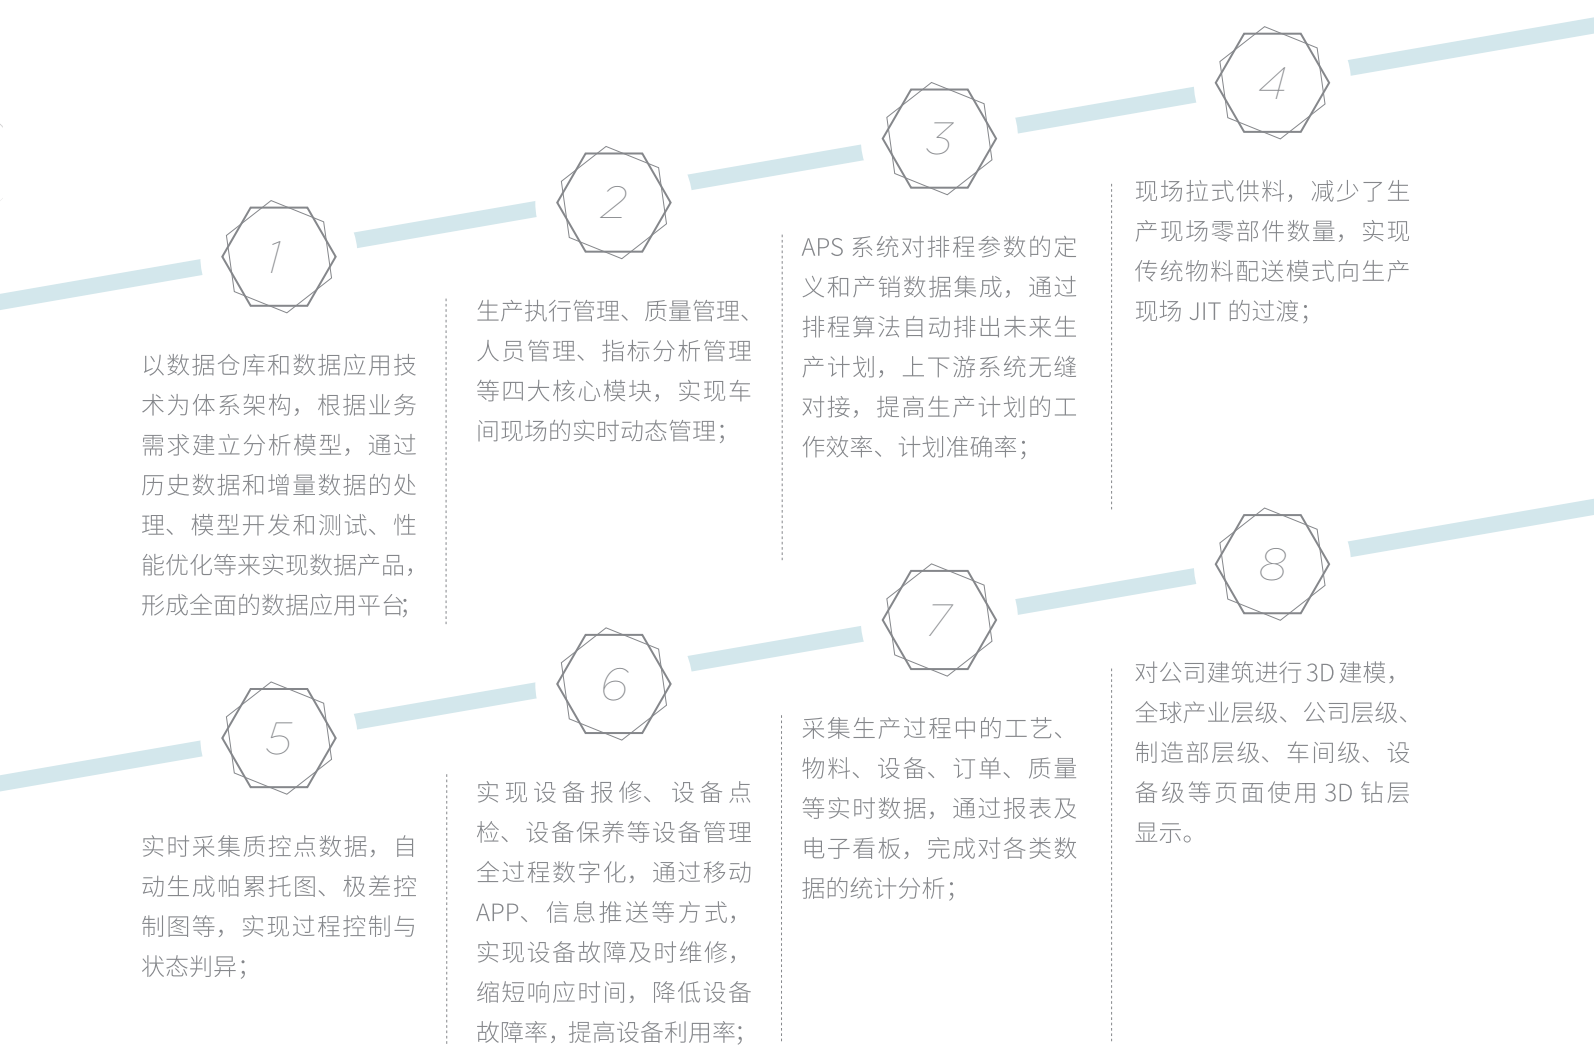 1
以数据仓库和数据应用技
术为体系架构，根据业务
需求建立分析模型，通过
历史数据和增量数据的处
理、模型开发和测试、性
能优化等来实现数据产品，
形成全面的数据应用平台；
2
生产执行管理、质量管理、
人员管理、指标分析管理
等四大核心模块，实现车
间现场的实时动态管理；
3
APS 系统对排程参数的定
义和产销数据集成，通过
排程算法自动排出未来生
产计划，上下游系统无缝
对接，提高生产计划的工
作效率、计划准确率；
4
现场拉式供料，减少了生
产现场零部件数量，实现
传统物料配送模式向生产
现场 JIT 的过渡；
5
实时采集质控点数据，自
动生成帕累托图、极差控
制图等，实现过程控制与
状态判异；
6
实现设备报修、设备点
检、设备保养等设备管理
全过程数字化，通过移动
APP、信息推送等方式，
实现设备故障及时维修，
缩短响应时间，降低设备
故障率，提高设备利用率；
7
采集生产过程中的工艺、
物料、设备、订单、质量
等实时数据，通过报表及
电子看板，完成对各类数
据的统计分析；
8
对公司建筑进行 3D 建模，
全球产业层级、公司层级、
制造部层级、车间级、设
备级等页面使用 3D 钻层
显示。